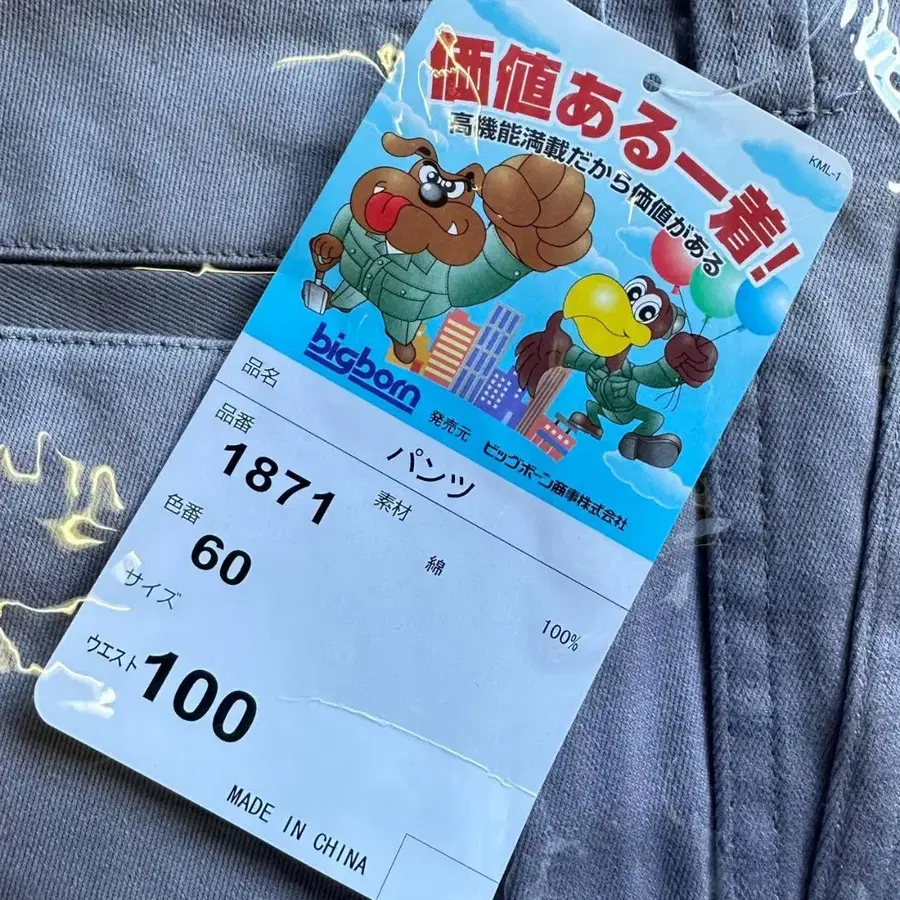 価値ある一着!
高機能満載だから価値がある
KML-1
bigborn
発売元 ビッグボーン商事株式会社
品名 パンツ
品番 1871 素材
綿 100%
色番 60
サイズ
ウエスト 100
MADE IN CHINA